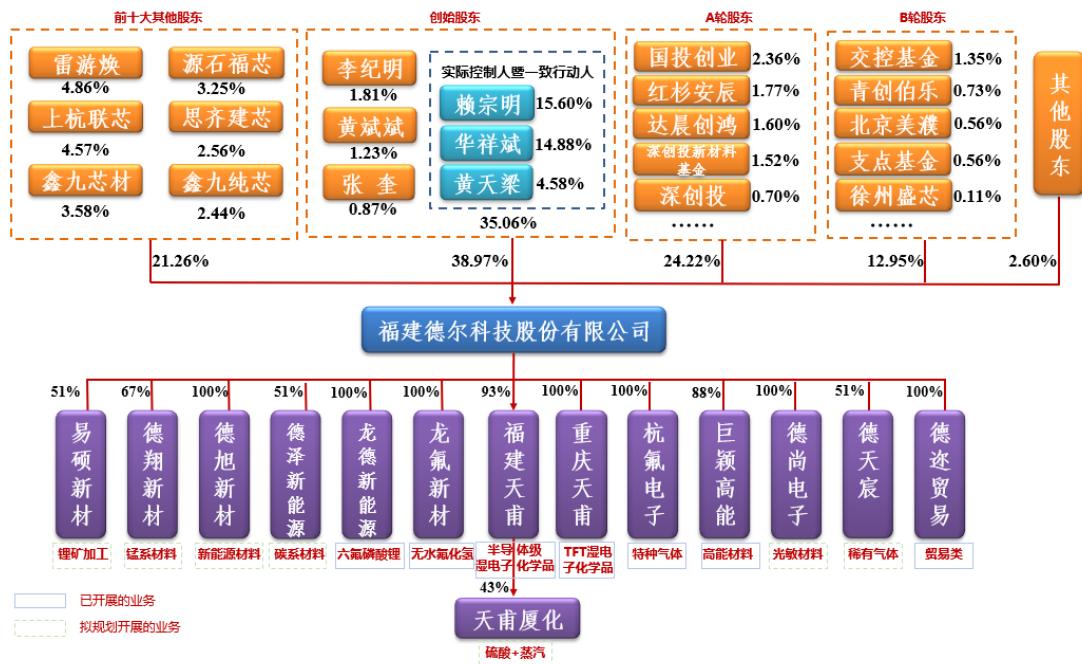 前十大其他股东
创始股东
A轮股东
B轮股东
雷游焕
4.86%
源石福芯
3.25%
上杭联芯
4.57%
思齐建芯
2.56%
鑫九芯材
3.58%
鑫九纯芯
2.44%
李纪明
1.81%
黄斌斌
1.23%
张 奎
0.87%
实际控制人暨一致行动人
赖宗明
15.60%
华祥斌
14.88%
黄天梁
4.58%
35.06%
国投创业
2.36%
红杉安辰
1.77%
达晨创鸿
1.60%
深创投新材料
基金
1.52%
深创投
0.70%
……
交控基金
1.35%
青创伯乐
0.73%
北京美濮
0.56%
支点基金
0.56%
徐州盛芯
0.11%
……
其他股东
21.26%
38.97%
24.22%
12.95%
2.60%
福建德尔科技股份有限公司
51%
67%
100%
51%
100%
100%
93%
100%
100%
88%
100%
51%
100%
易硕新材
德翔新材
德旭新材
德泽新能源
龙德新能源
龙氟新材
福建天甫
重庆天甫
杭氟电子
巨颖高能
德尚电子
德天宸
德迩贸易
锂矿加工
锰系材料
新能源材料
碳系材料
六氟磷酸锂
无水氟化氢
半导体级
湿电子化学品
TFT湿电
子化学品
特种气体
高能材料
光敏材料
稀有气体
贸易类
43%
天甫厦化
硫酸+蒸汽
已开展的业务
拟规划开展的业务